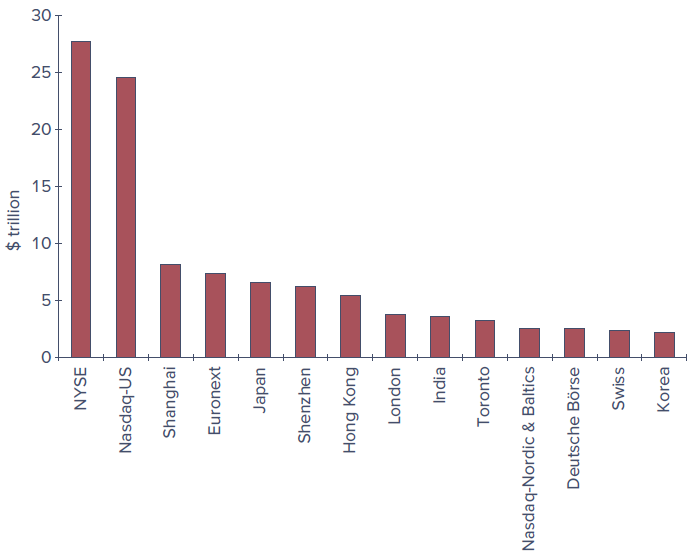 30
25
20
15
10
5
0
$ trillion
NYSE
Nasdaq-US
Shanghai
Euronext
Japan
Shenzhen
Hong Kong
London
India
Toronto
Nasdaq-Nordic & Baltics
Deutsche Börse
Swiss
Korea